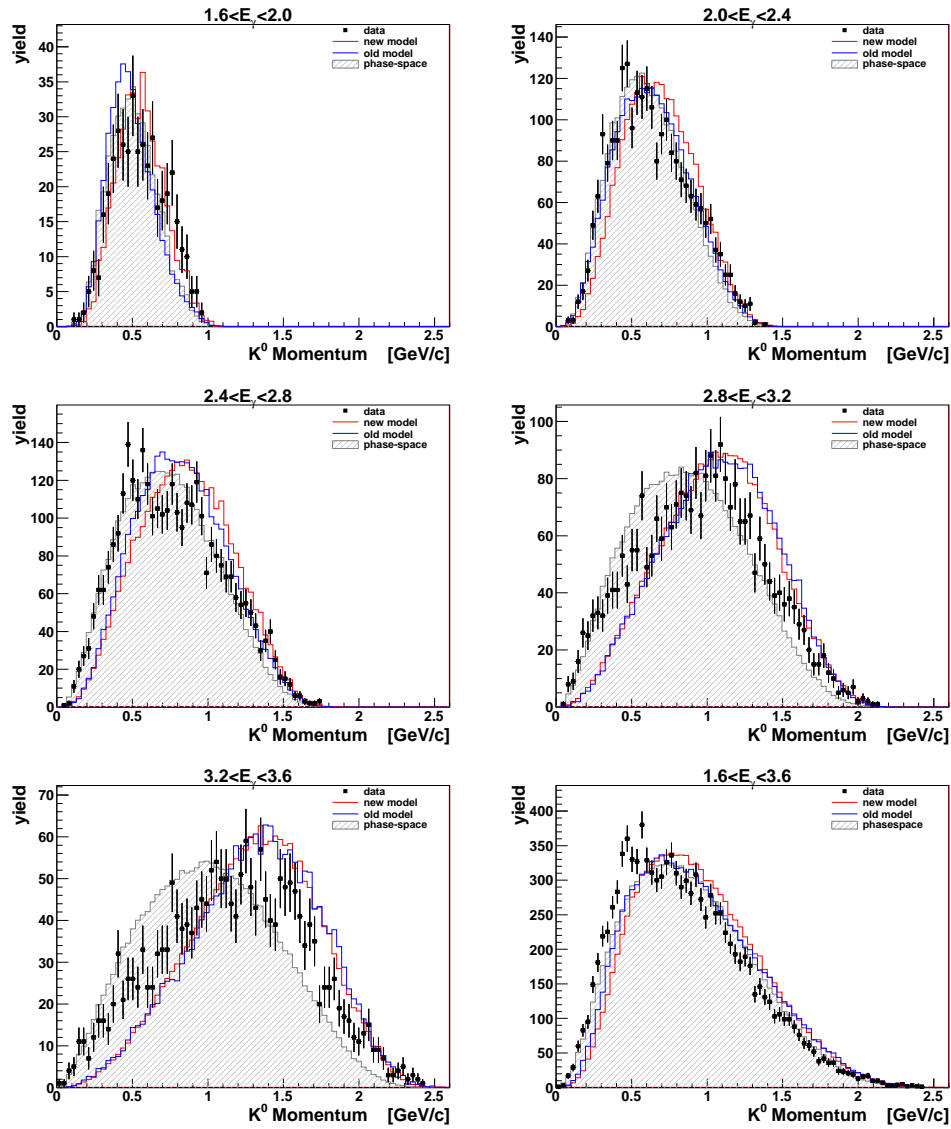 1.6<Eγ<2.0
yield
40
35
30
25
20
15
10
5
0
data
new model
old model
phase-space
0 0.5 1 1.5 2 2.5
K⁰ Momentum [GeV/c]
2.0<Eγ<2.4
yield
140
120
100
80
60
40
20
0
data
new model
old model
phase-space
0 0.5 1 1.5 2 2.5
K⁰ Momentum [GeV/c]
2.4<Eγ<2.8
yield
140
120
100
80
60
40
20
0
data
new model
old model
phase-space
0 0.5 1 1.5 2 2.5
K⁰ Momentum [GeV/c]
2.8<Eγ<3.2
yield
100
80
60
40
20
0
data
new model
old model
phase-space
0 0.5 1 1.5 2 2.5
K⁰ Momentum [GeV/c]
3.2<Eγ<3.6
yield
70
60
50
40
30
20
10
0
data
new model
old model
phase-space
0 0.5 1 1.5 2 2.5
K⁰ Momentum [GeV/c]
1.6<Eγ<3.6
yield
400
350
300
250
200
150
100
50
0
data
new model
old model
phasespace
0 0.5 1 1.5 2 2.5
K⁰ Momentum [GeV/c]